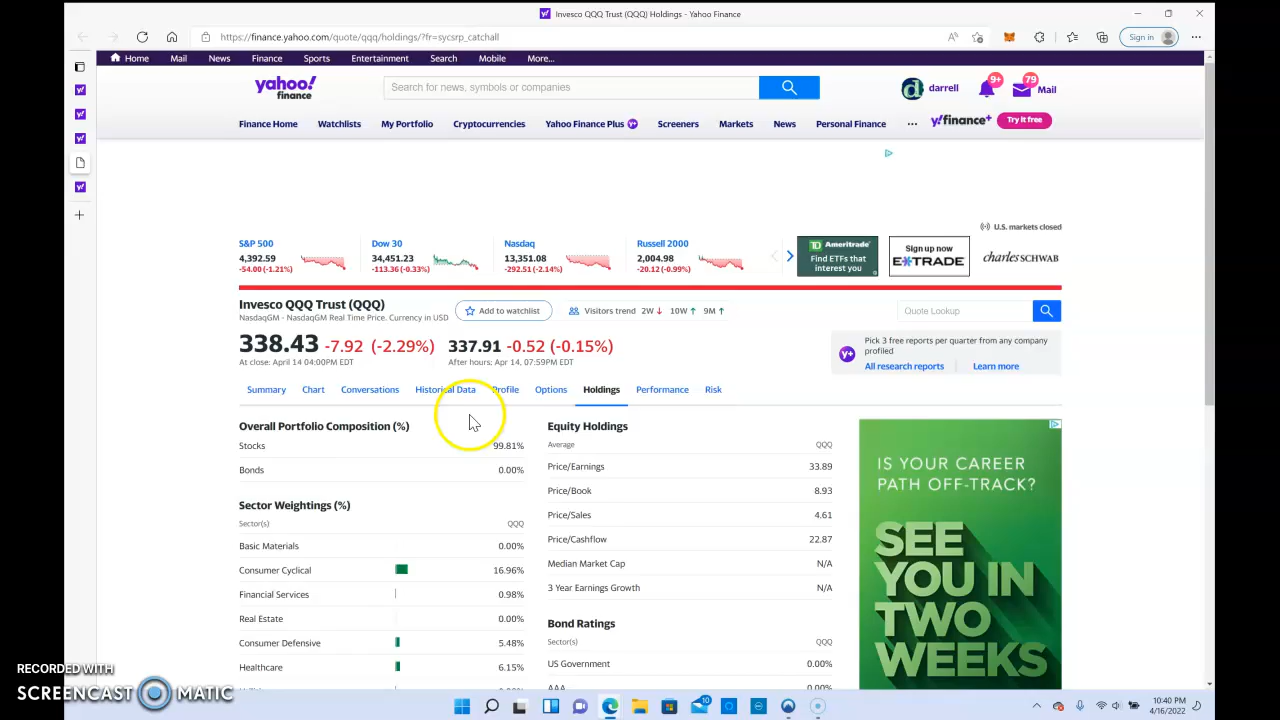 Invesco QQQ Trust (QQQ) Holdings - Yahoo Finance
https://finance.yahoo.com/quote/qqq/holdings/?fr=sycsrp_catchall
Sign in
Home Mail News Finance Sports Entertainment Search Mobile More...
yahoo! finance
Search for news, symbols or companies
darrell 9+ 79 Mail
Finance Home Watchlists My Portfolio Cryptocurrencies Yahoo Finance Plus Screeners Markets News Personal Finance ... y!finance+ Try it free
U.S. markets closed
S&P 500 Dow 30 Nasdaq Russell 2000
4,392.59 34,451.23 13,351.08 2,004.98
-54.00 (-1.21%) -113.36 (-0.33%) -292.51 (-2.14%) -20.12 (-0.99%)
TD Ameritrade
Find ETFs that
interest you
Sign up now
E*TRADE
charles SCHWAB
Invesco QQQ Trust (QQQ)
NasdaqGM - NasdaqGM Real Time Price. Currency in USD
Add to watchlist
Visitors trend 2W ↓ 10W ↑ 9M ↑
Quote Lookup
338.43 -7.92 (-2.29%)
At close: April 14 04:00PM EDT
337.91 -0.52 (-0.15%)
After hours: Apr 14, 07:59PM EDT
Y+
Pick 3 free reports per quarter from any company
profiled
All research reports Learn more
Summary Chart Conversations Historical Data Profile Options Holdings Performance Risk
Overall Portfolio Composition (%)
Stocks 99.81%
Bonds 0.00%
Sector Weightings (%)
Sector(s) QQQ
Basic Materials 0.00%
Consumer Cyclical 16.96%
Financial Services 0.98%
Real Estate 0.00%
Consumer Defensive 5.48%
Healthcare 6.15%
Equity Holdings
Average QQQ
Price/Earnings 33.89
Price/Book 8.93
Price/Sales 4.61
Price/Cashflow 22.87
Median Market Cap N/A
3 Year Earnings Growth N/A
Bond Ratings
Sector(s) QQQ
US Government 0.00%
AAA 0.00%
IS YOUR CAREER
PATH OFF-TRACK?
SEE
YOU IN
TWO
WEEKS
RECORDED WITH
SCREENCAST MATIC
10
10:40 PM
4/16/2022